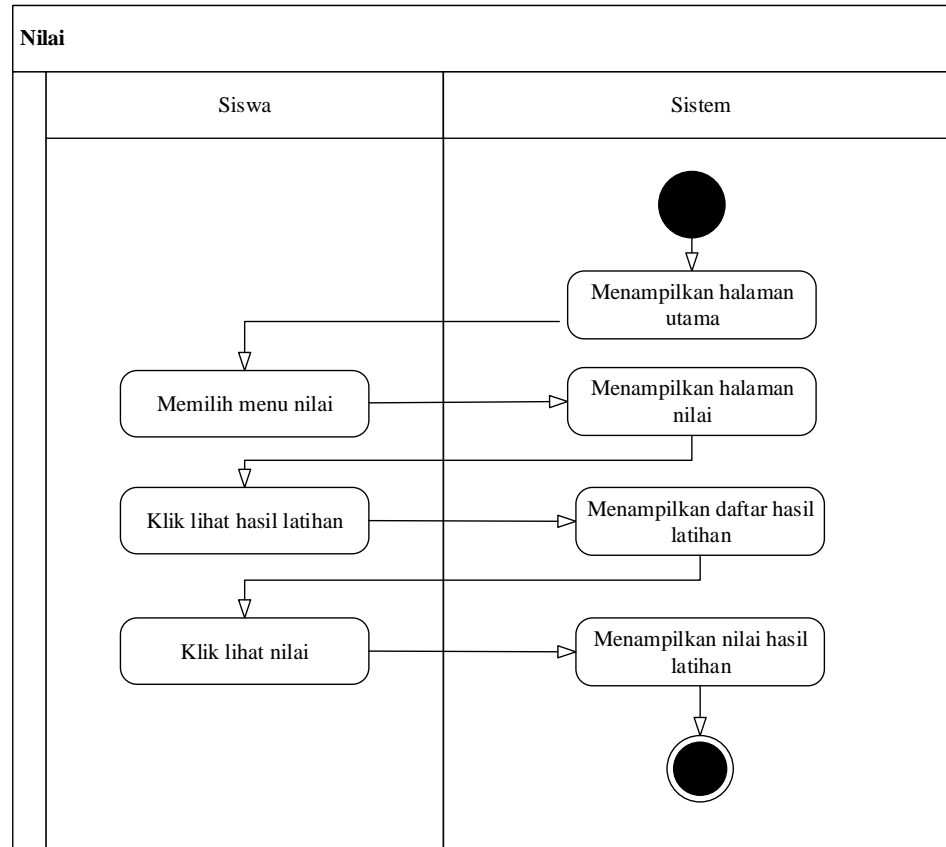 Nilai
Siswa
Sistem
Menampilkan halaman
utama
Memilih menu nilai
Menampilkan halaman
nilai
Klik lihat hasil latihan
Menampilkan daftar hasil
latihan
Klik lihat nilai
Menampilkan nilai hasil
latihan